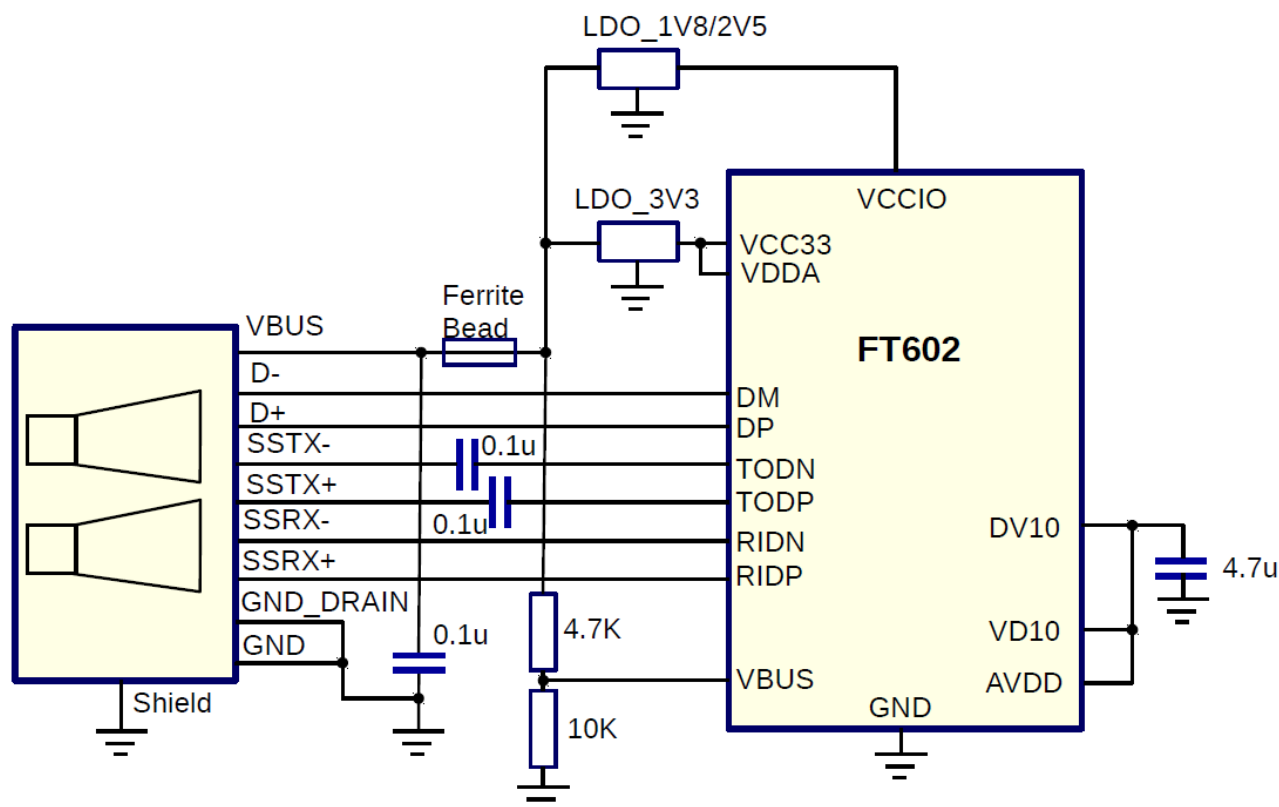 LDO_1V8/2V5
VCCIO
LDO_3V3
VCC33
VDDA
Ferrite
Bead
VBUS
FT602
D-
DM
D+
DP
SSTX-
0.1u
TODN
SSTX+
TODP
0.1u
SSRX-
RIDN
DV10
SSRX+
RIDP
4.7u
GND_DRAIN
0.1u
4.7K
VD10
GND
VBUS
AVDD
Shield
GND
10K